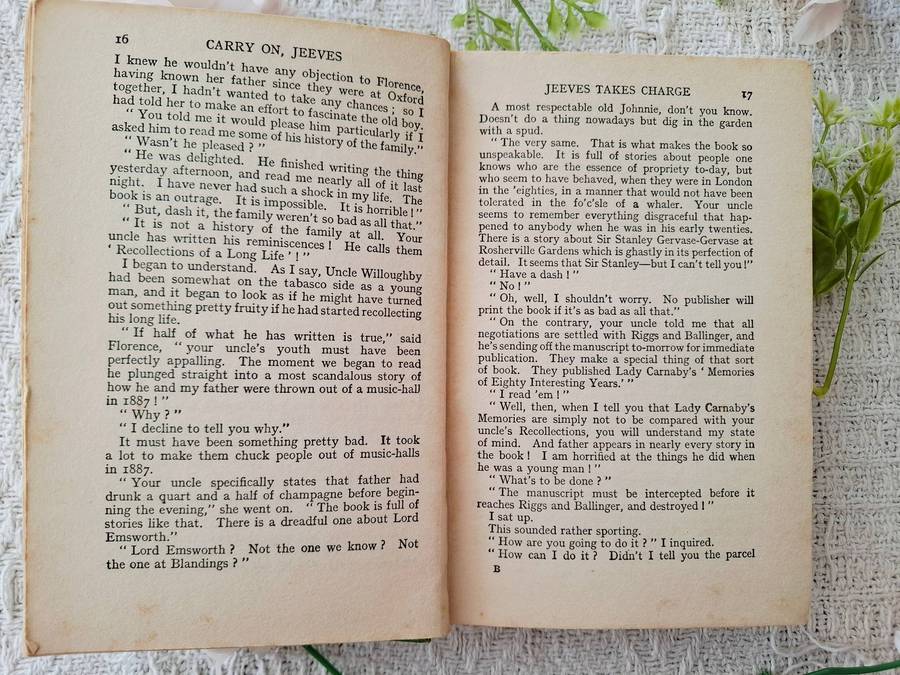 16 CARRY ON, JEEVES
I knew he wouldn't have any objection to Florence,
having known her father since they were at Oxford
together, I hadn't wanted to take any chances ; so I
had told her to make an effort to fascinate the old boy.
“ You told me it would please him particularly if I
asked him to read me some of his history of the family.”
“ Wasn't he pleased ? ”
“ He was delighted. He finished writing the thing
yesterday afternoon, and read me nearly all of it last
night. I have never had such a shock in my life. The
book is an outrage. It is impossible. It is horrible ! ”
“ But, dash it, the family weren't so bad as all that.”
“ It is not a history of the family at all. Your
uncle has written his reminiscences ! He calls them
‘ Recollections of a Long Life ’ ! ”
I began to understand. As I say, Uncle Willoughby
had been somewhat on the tabasco side as a young
man, and it began to look as if he might have turned
out something pretty fruity if he had started recollecting
his long life.
“ If half of what he has written is true,” said
Florence, “ your uncle's youth must have been
perfectly appalling. The moment we began to read
he plunged straight into a most scandalous story of
how he and my father were thrown out of a music-hall
in 1887 ! ”
“ Why ? ”
“ I decline to tell you why.”
It must have been something pretty bad. It took
a lot to make them chuck people out of music-halls
in 1887.
“ Your uncle specifically states that father had
drunk a quart and a half of champagne before begin-
ning the evening,” she went on. “ The book is full of
stories like that. There is a dreadful one about Lord
Emsworth.”
“ Lord Emsworth ? Not the one we know ? Not
the one at Blandings ? ”
JEEVES TAKES CHARGE 17
A most respectable old Johnnie, don't you know.
Doesn't do a thing nowadays but dig in the garden
with a spud.
“ The very same. That is what makes the book so
unspeakable. It is full of stories about people one
knows who are the essence of propriety to-day, but
who seem to have behaved, when they were in London
in the 'eighties, in a manner that would not have been
tolerated in the fo'c'sle of a whaler. Your uncle
seems to remember everything disgraceful that hap-
pened to anybody when he was in his early twenties.
There is a story about Sir Stanley Gervase-Gervase at
Rosherville Gardens which is ghastly in its perfection of
detail. It seems that Sir Stanley—but I can't tell you!”
“ Have a dash ! ”
“ No ! ”
“ Oh, well, I shouldn't worry. No publisher will
print the book if it's as bad as all that.”
“ On the contrary, your uncle told me that all
negotiations are settled with Riggs and Ballinger, and
he's sending off the manuscript to-morrow for immediate
publication. They make a special thing of that sort
of book. They published Lady Carnaby's ‘ Memories
of Eighty Interesting Years.’ ”
“ I read 'em ! ”
“ Well, then, when I tell you that Lady Carnaby's
Memories are simply not to be compared with your
uncle's Recollections, you will understand my state
of mind. And father appears in nearly every story in
the book ! I am horrified at the things he did when
he was a young man ! ”
“ What's to be done ? ”
“ The manuscript must be intercepted before it
reaches Riggs and Ballinger, and destroyed ! ”
I sat up.
This sounded rather sporting.
“ How are you going to do it ? ” I inquired.
“ How can I do it ? Didn't I tell you the parcel
B